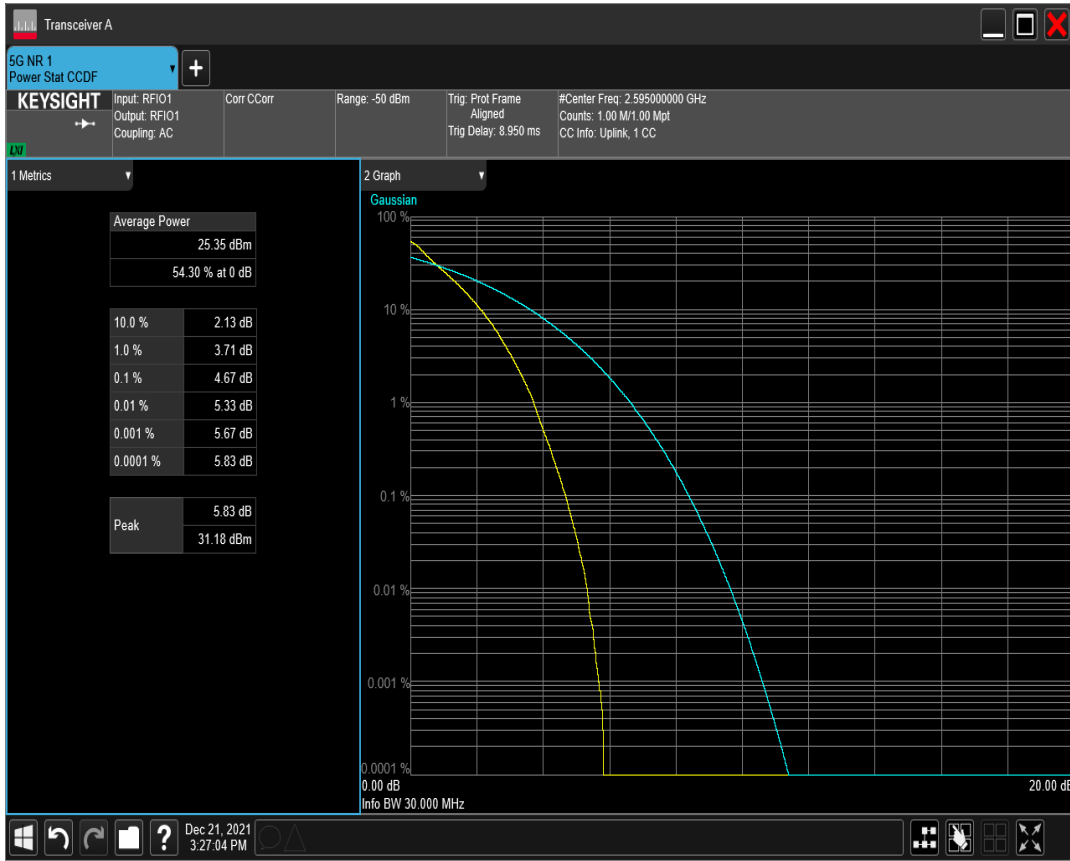 Transceiver A
5G NR 1
Power Stat CCDF
KEYSIGHT
LXI
Input: RFIO1
Output: RFIO1
Coupling: AC
Corr CCorr
Range: -50 dBm
Trig: Prot Frame
Aligned
Trig Delay: 8.950 ms
#Center Freq: 2.595000000 GHz
Counts: 1.00 M/1.00 Mpt
CC Info: Uplink, 1 CC
1 Metrics
Average Power
25.35 dBm
54.30 % at 0 dB
10.0 % 2.13 dB
1.0 % 3.71 dB
0.1 % 4.67 dB
0.01 % 5.33 dB
0.001 % 5.67 dB
0.0001 % 5.83 dB
Peak
5.83 dB
31.18 dBm
2 Graph
Gaussian
100 %
10 %
1 %
0.1 %
0.01 %
0.001 %
0.0001 %
0.00 dB 20.00 dB
Info BW 30.000 MHz
?
Dec 21, 2021
3:27:04 PM